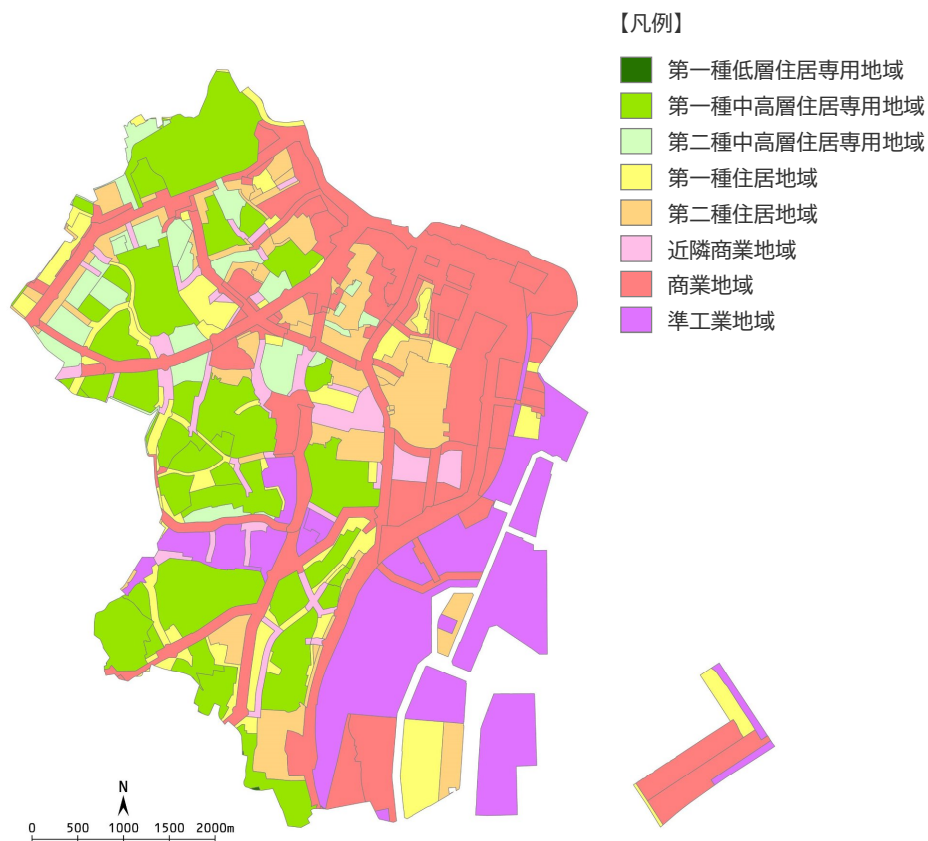 【凡例】
第一種低層住居専用地域
第一種中高層住居専用地域
第二種中高層住居専用地域
第一種住居地域
第二種住居地域
近隣商業地域
商業地域
準工業地域
N
0 500 1000 1500 2000m